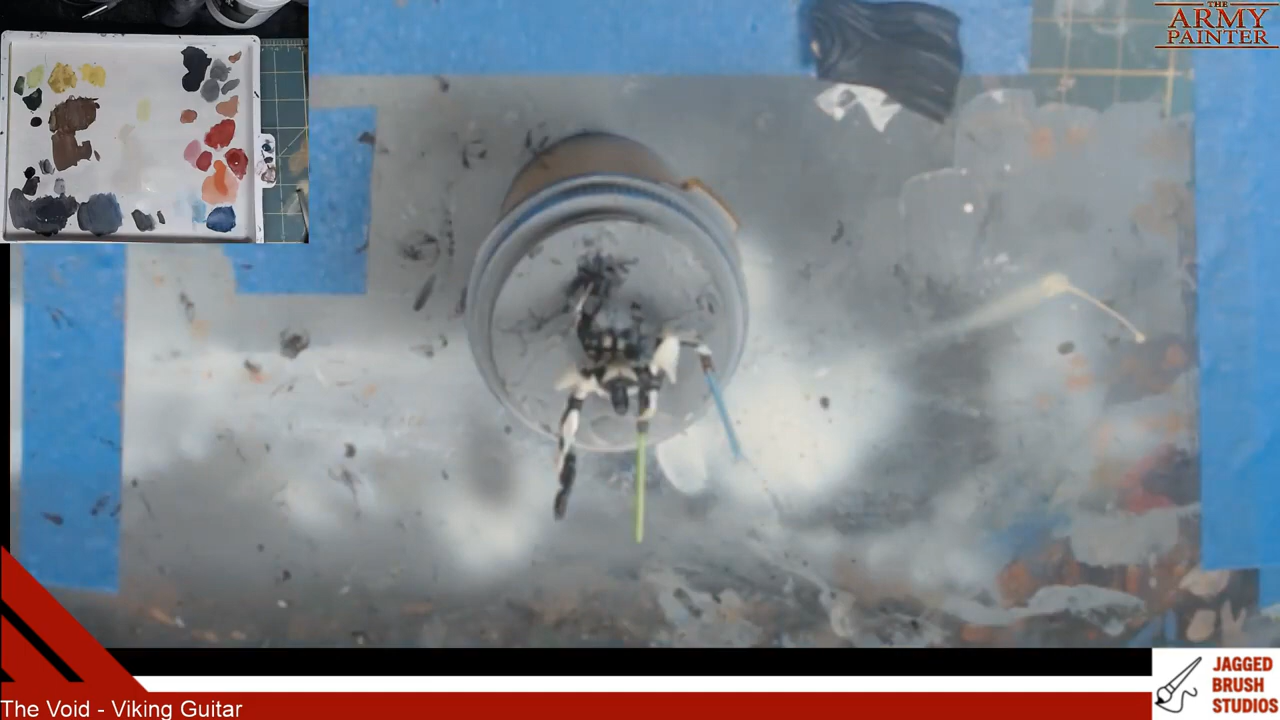 THE
ARMY
PAINTER
JAGGED
BRUSH
STUDIOS
The Void - Viking Guitar